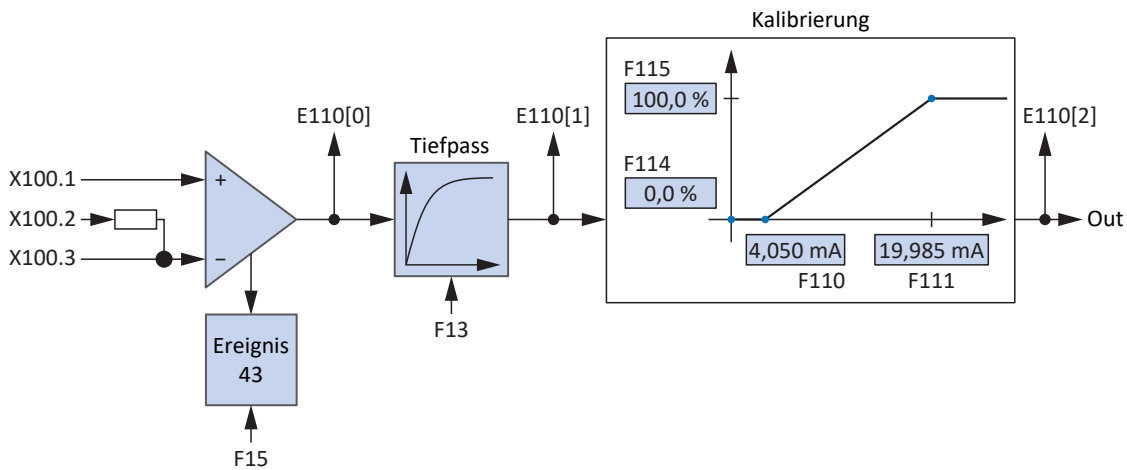 Kalibrierung
F115
100,0 %
E110[0]
E110[1]
E110[2]
Tiefpass
F114
0,0 %
X100.1
+
X100.2
X100.3
−
Out
4,050 mA
19,985 mA
F110
F111
F13
Ereignis
43
F15